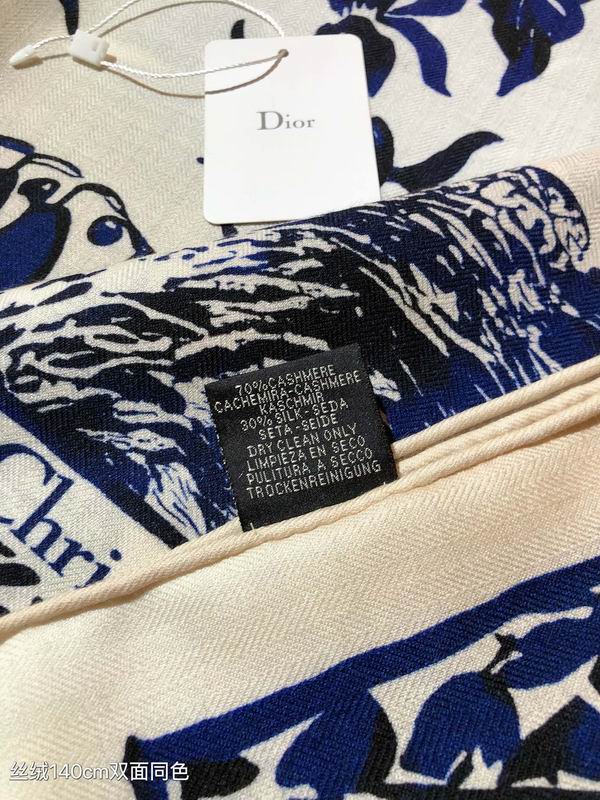 Dior
70%CASHMERE
CACHEMIRA-CASHMERE
KASCHMIR
30%SILK-SEDA
SETA-SEIDE
DRY CLEAN ONLY
LIMPIEZA EN SECO
PULITURA A SECCO
TROCKENREINIGUNG
Chri
丝绒140cm双面同色